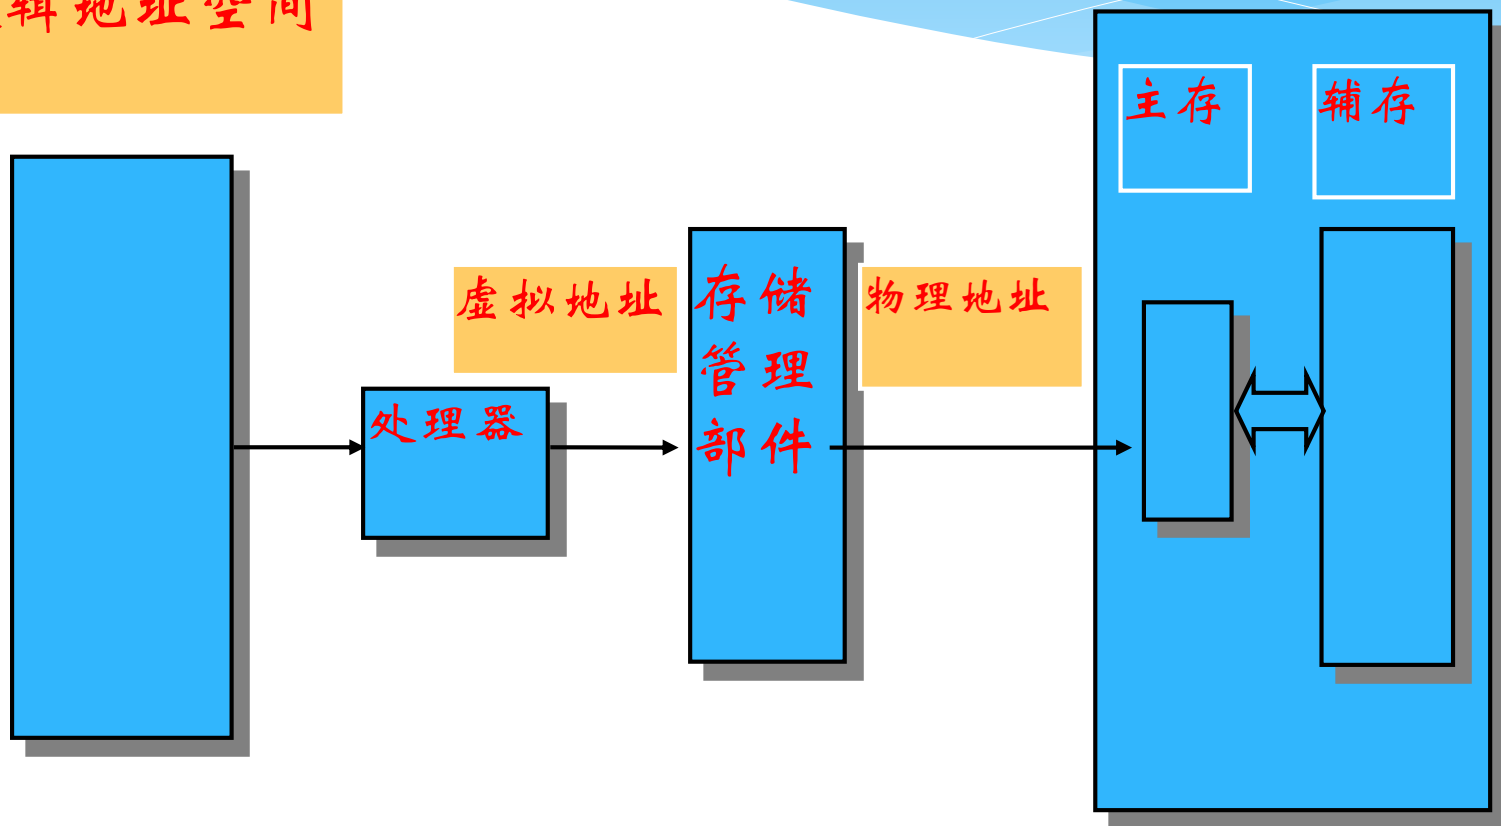 辑地址空间
主存
辅存
虚拟地址
存储
管理
部件
物理地址
处理器